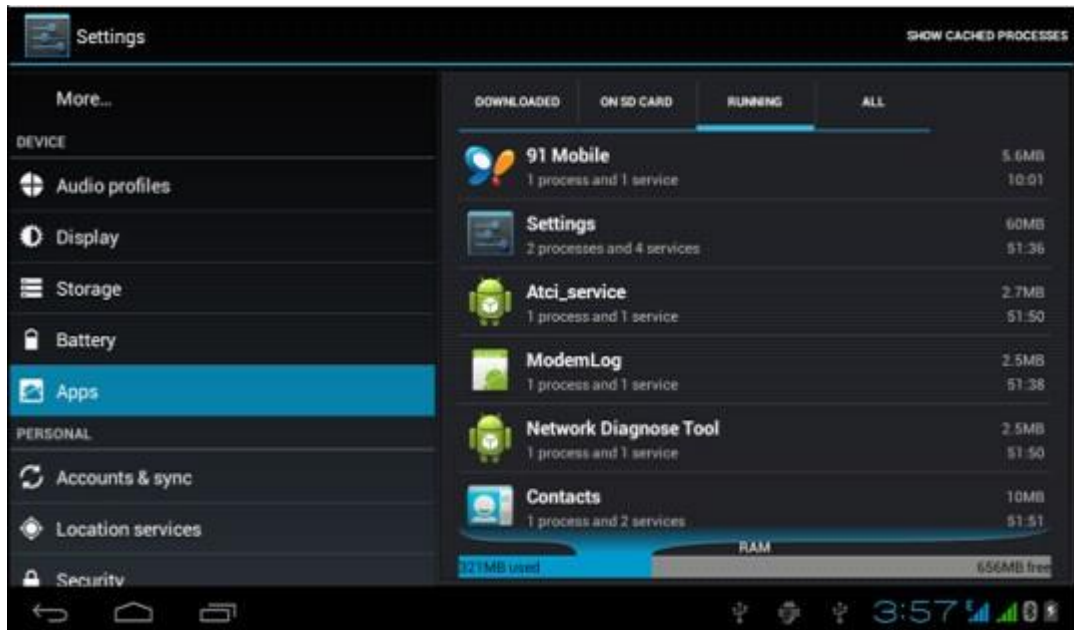 Settings
SHOW CACHED PROCESSES
More...
DEVICE
Audio profiles
Display
Storage
Battery
Apps
PERSONAL
Accounts & sync
Location services
Security
DOWNLOADED ON SD CARD RUNNING ALL
91 Mobile 5.6MB
1 process and 1 service 10:01
Settings 60MB
2 processes and 4 services 51:36
Atci_service 2.7MB
1 process and 1 service 51:50
ModemLog 2.5MB
1 process and 1 service 51:38
Network Diagnose Tool 2.5MB
1 process and 1 service 51:50
Contacts 10MB
1 process and 2 services 51:51
RAM
321MB used 656MB free
3:57